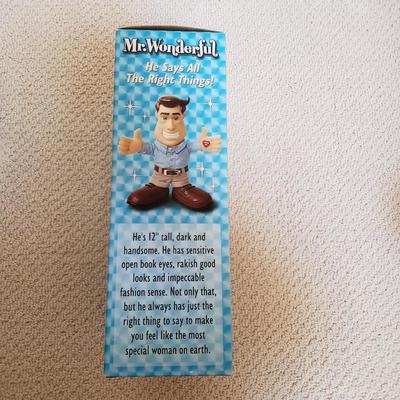 Mr. Wonderful
He Says All
The Right Things!
He's 12" tall, dark and
handsome. He has sensitive
open book eyes, rakish good
looks and impeccable
fashion sense. Not only that,
but he always has just the
right thing to say to make
you feel like the most
special woman on earth.